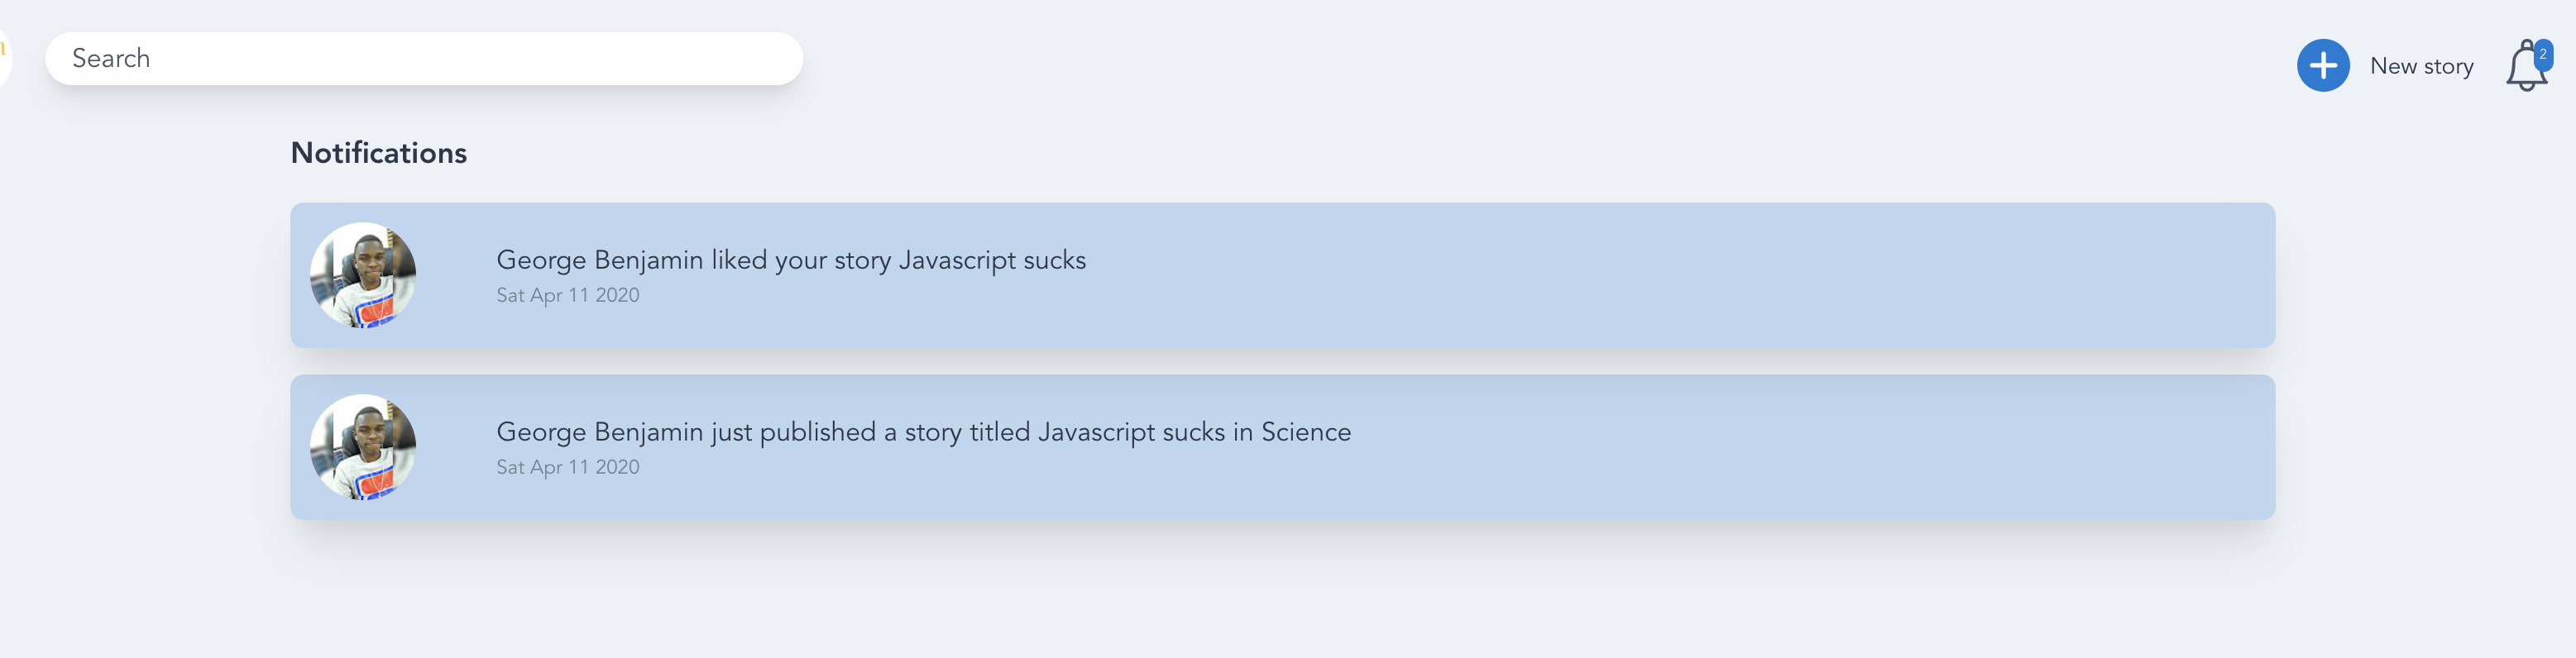 Search
New story
2
Notifications
George Benjamin liked your story Javascript sucks
Sat Apr 11 2020
George Benjamin just published a story titled Javascript sucks in Science
Sat Apr 11 2020